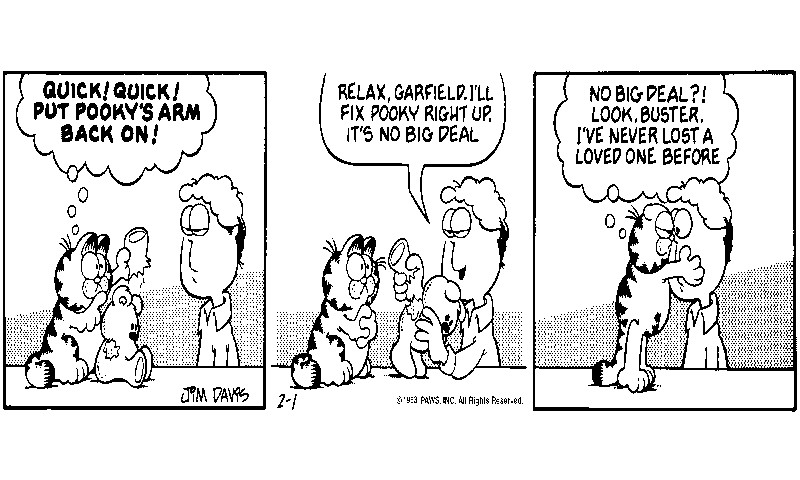 QUICK! QUICK!
PUT POOKY'S ARM
BACK ON!
JIM DAVIS
RELAX, GARFIELD. I'LL
FIX POOKY RIGHT UP.
IT'S NO BIG DEAL
2-1
© 1993 PAWS, INC. All Rights Reserved.
NO BIG DEAL?!
LOOK, BUSTER,
I'VE NEVER LOST A
LOVED ONE BEFORE